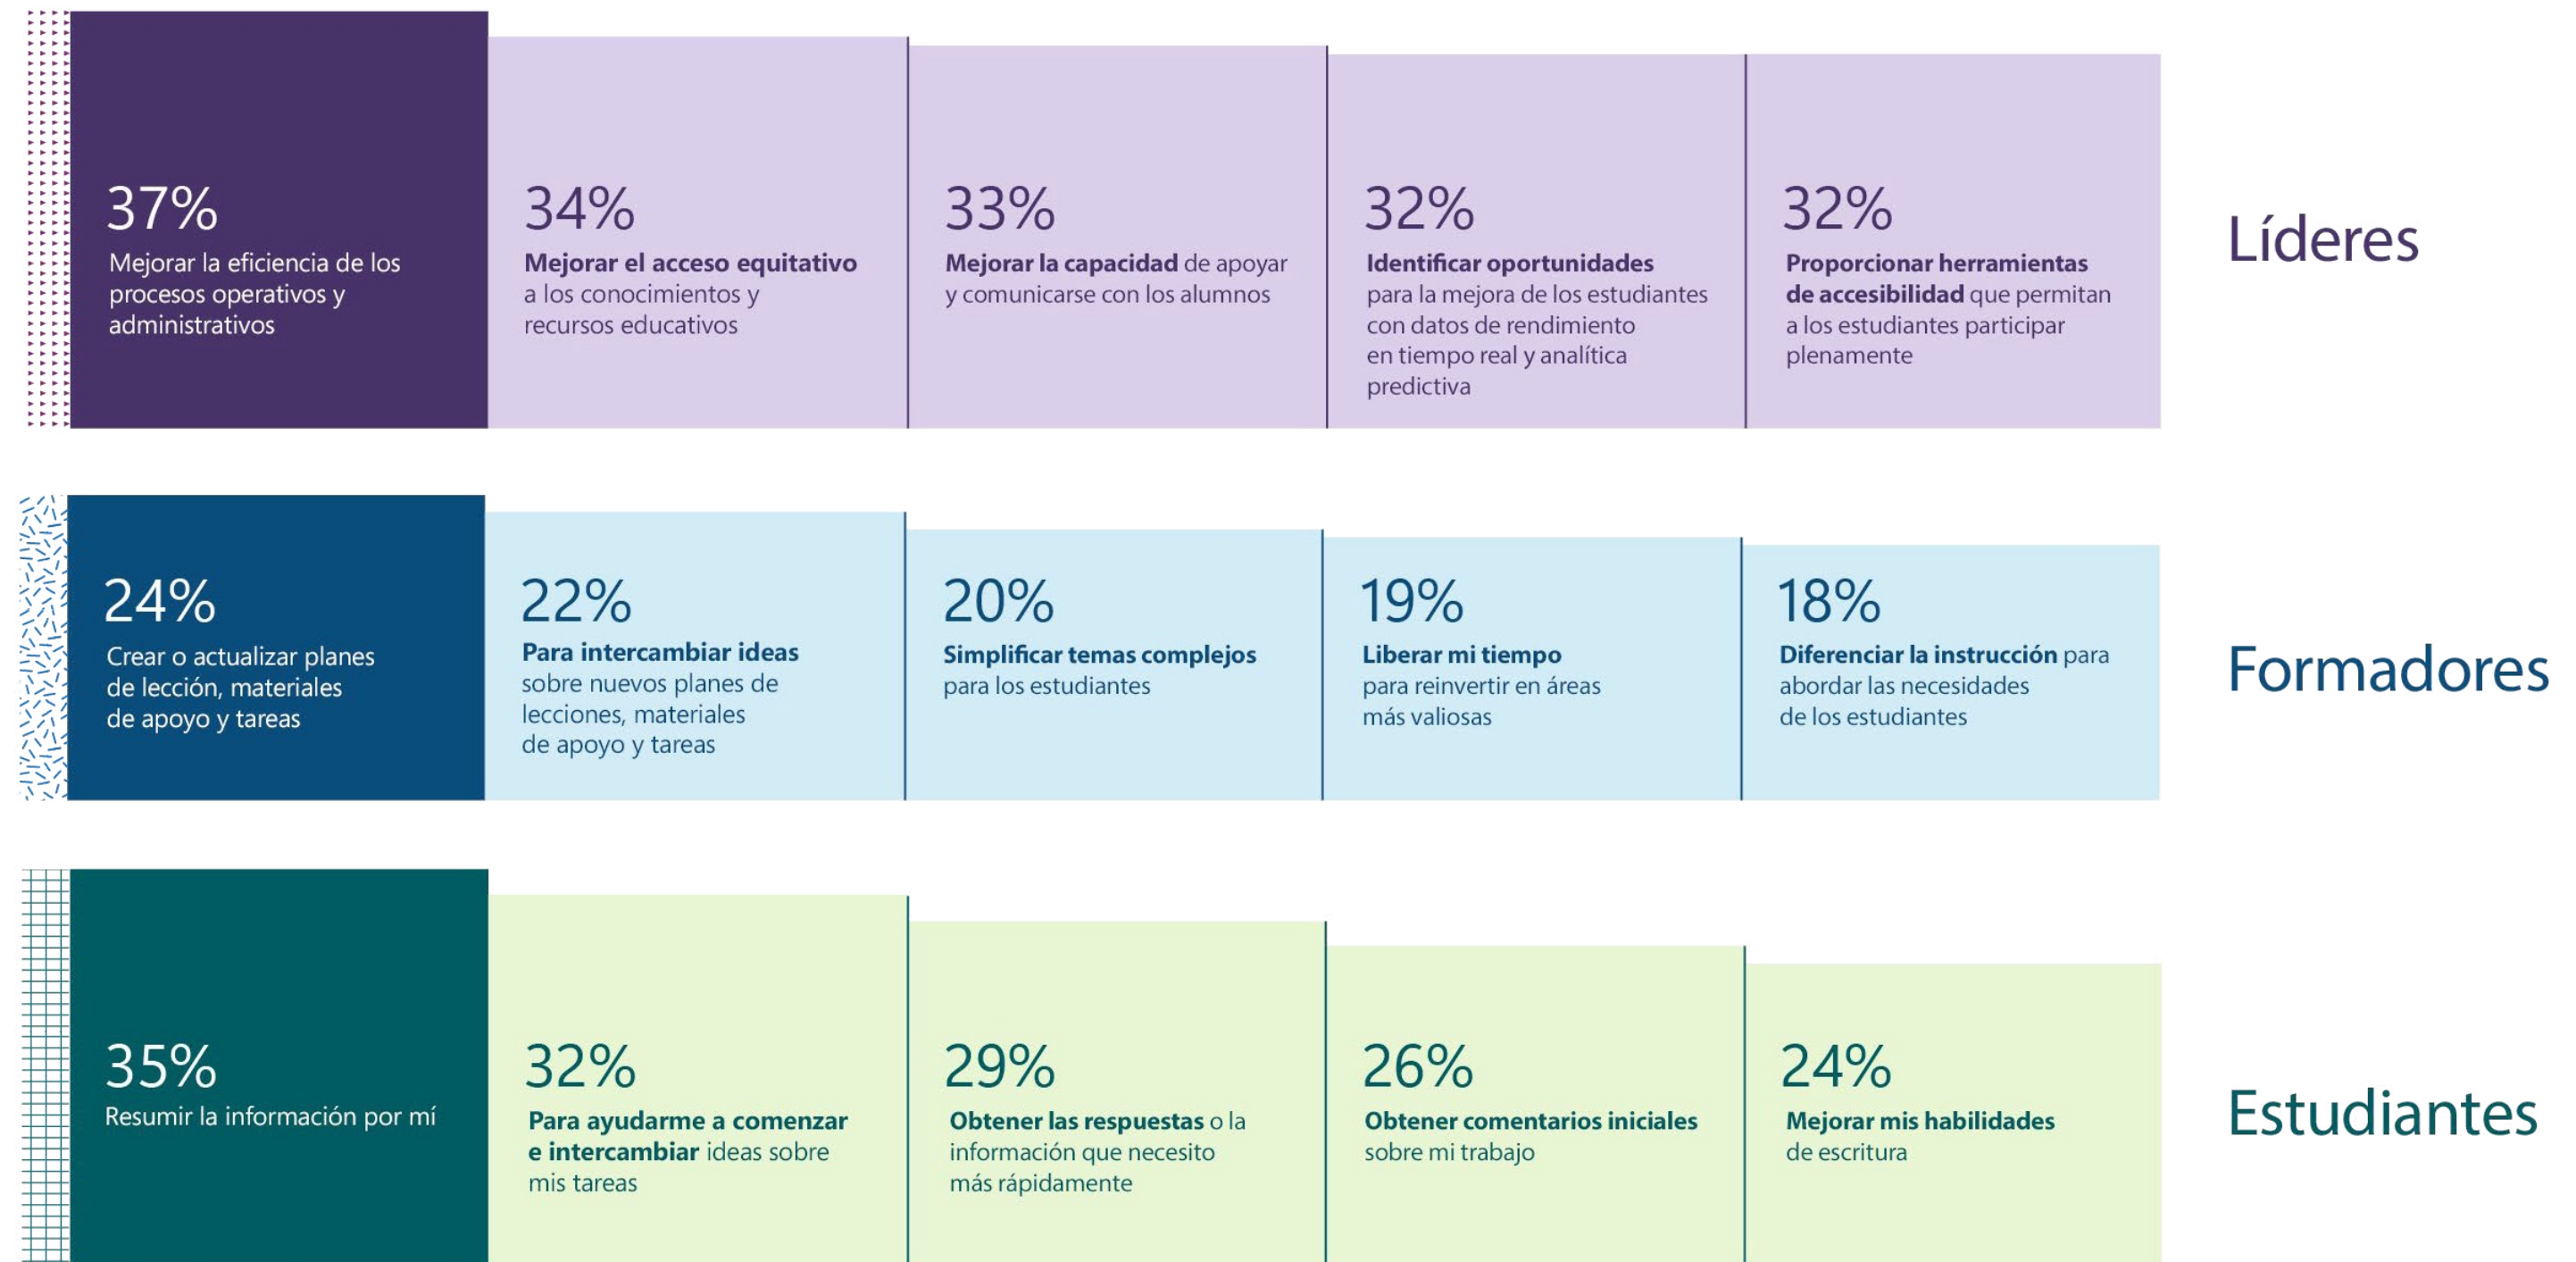 37%
Mejorar la eficiencia de los
procesos operativos y
administrativos
34%
Mejorar el acceso equitativo
a los conocimientos y
recursos educativos
33%
Mejorar la capacidad de apoyar
y comunicarse con los alumnos
32%
Identificar oportunidades
para la mejora de los estudiantes
con datos de rendimiento
en tiempo real y analítica
predictiva
32%
Proporcionar herramientas
de accesibilidad que permitan
a los estudiantes participar
plenamente
Líderes
24%
Crear o actualizar planes
de lección, materiales
de apoyo y tareas
22%
Para intercambiar ideas
sobre nuevos planes de
lecciones, materiales
de apoyo y tareas
20%
Simplificar temas complejos
para los estudiantes
19%
Liberar mi tiempo
para reinvertir en áreas
más valiosas
18%
Diferenciar la instrucción para
abordar las necesidades
de los estudiantes
Formadores
35%
Resumir la información por mí
32%
Para ayudarme a comenzar
e intercambiar ideas sobre
mis tareas
29%
Obtener las respuestas o la
información que necesito
más rápidamente
26%
Obtener comentarios iniciales
sobre mi trabajo
24%
Mejorar mis habilidades
de escritura
Estudiantes